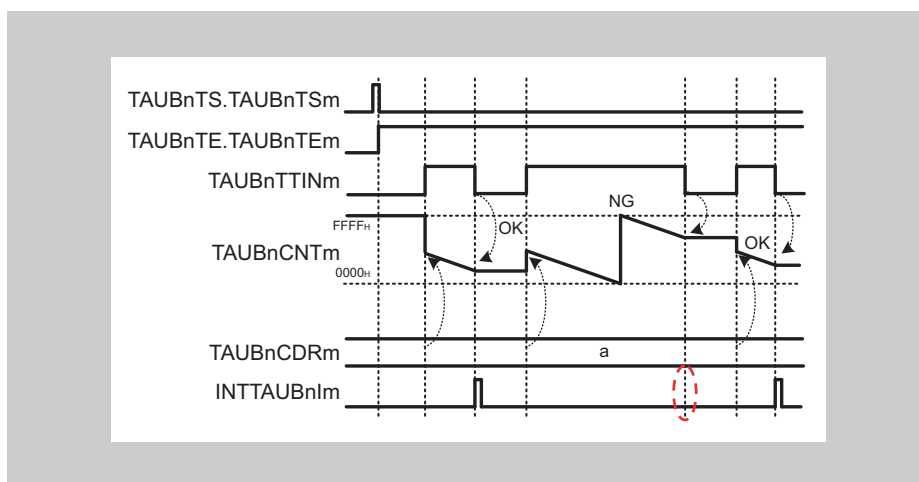 TAUBnTS.TAUBnTSm
TAUBnTE.TAUBnTEm
TAUBnTTINm
NG
FFFFH
OK
TAUBnCNTm
OK
0000H
TAUBnCDRm
a
INTTAUBnIm